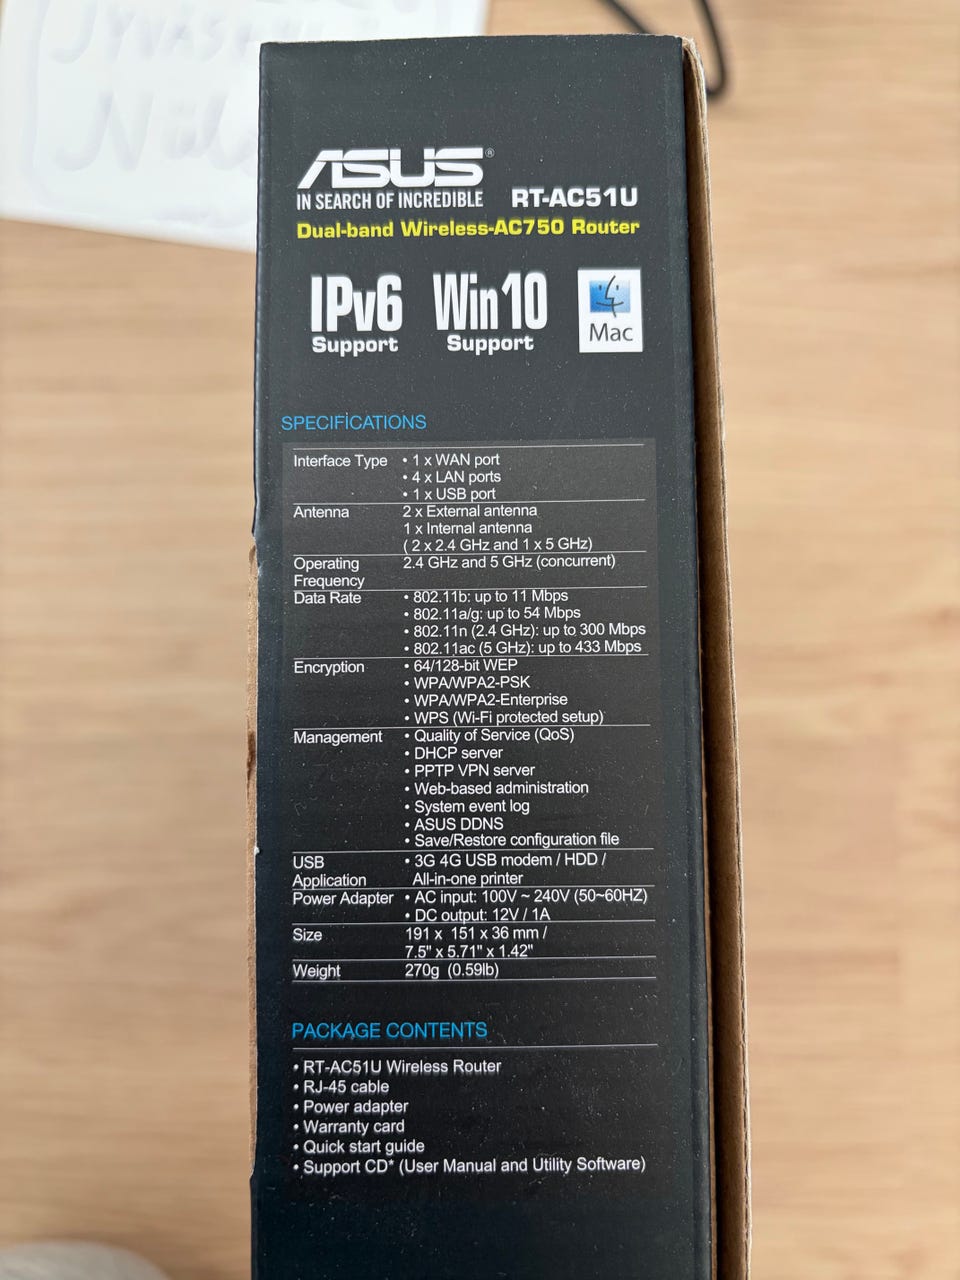 JYVÄS
ASUS®
IN SEARCH OF INCREDIBLE RT-AC51U
Dual-band Wireless-AC750 Router
IPv6 Support
Win10 Support
Mac
SPECIFICATIONS
Interface Type • 1 x WAN port
• 4 x LAN ports
• 1 x USB port
Antenna 2 x External antenna
1 x Internal antenna
( 2 x 2.4 GHz and 1 x 5 GHz)
Operating 2.4 GHz and 5 GHz (concurrent)
Frequency
Data Rate • 802.11b: up to 11 Mbps
• 802.11a/g: up to 54 Mbps
• 802.11n (2.4 GHz): up to 300 Mbps
• 802.11ac (5 GHz): up to 433 Mbps
Encryption • 64/128-bit WEP
• WPA/WPA2-PSK
• WPA/WPA2-Enterprise
• WPS (Wi-Fi protected setup)
Management • Quality of Service (QoS)
• DHCP server
• PPTP VPN server
• Web-based administration
• System event log
• ASUS DDNS
• Save/Restore configuration file
USB • 3G 4G USB modem / HDD /
Application All-in-one printer
Power Adapter • AC input: 100V ~ 240V (50~60HZ)
• DC output: 12V / 1A
Size 191 x 151 x 36 mm /
7.5" x 5.71" x 1.42"
Weight 270g (0.59lb)
PACKAGE CONTENTS
• RT-AC51U Wireless Router
• RJ-45 cable
• Power adapter
• Warranty card
• Quick start guide
• Support CD* (User Manual and Utility Software)